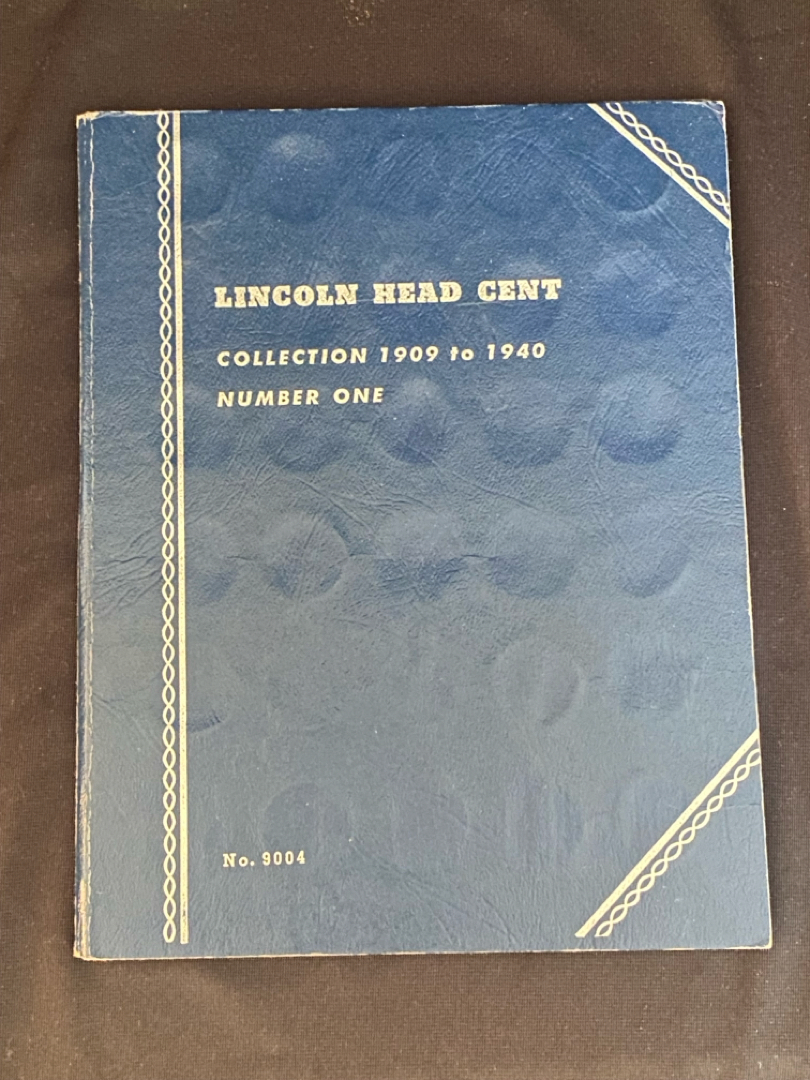 LINCOLN HEAD CENT
COLLECTION 1909 to 1940
NUMBER ONE
No. 9004